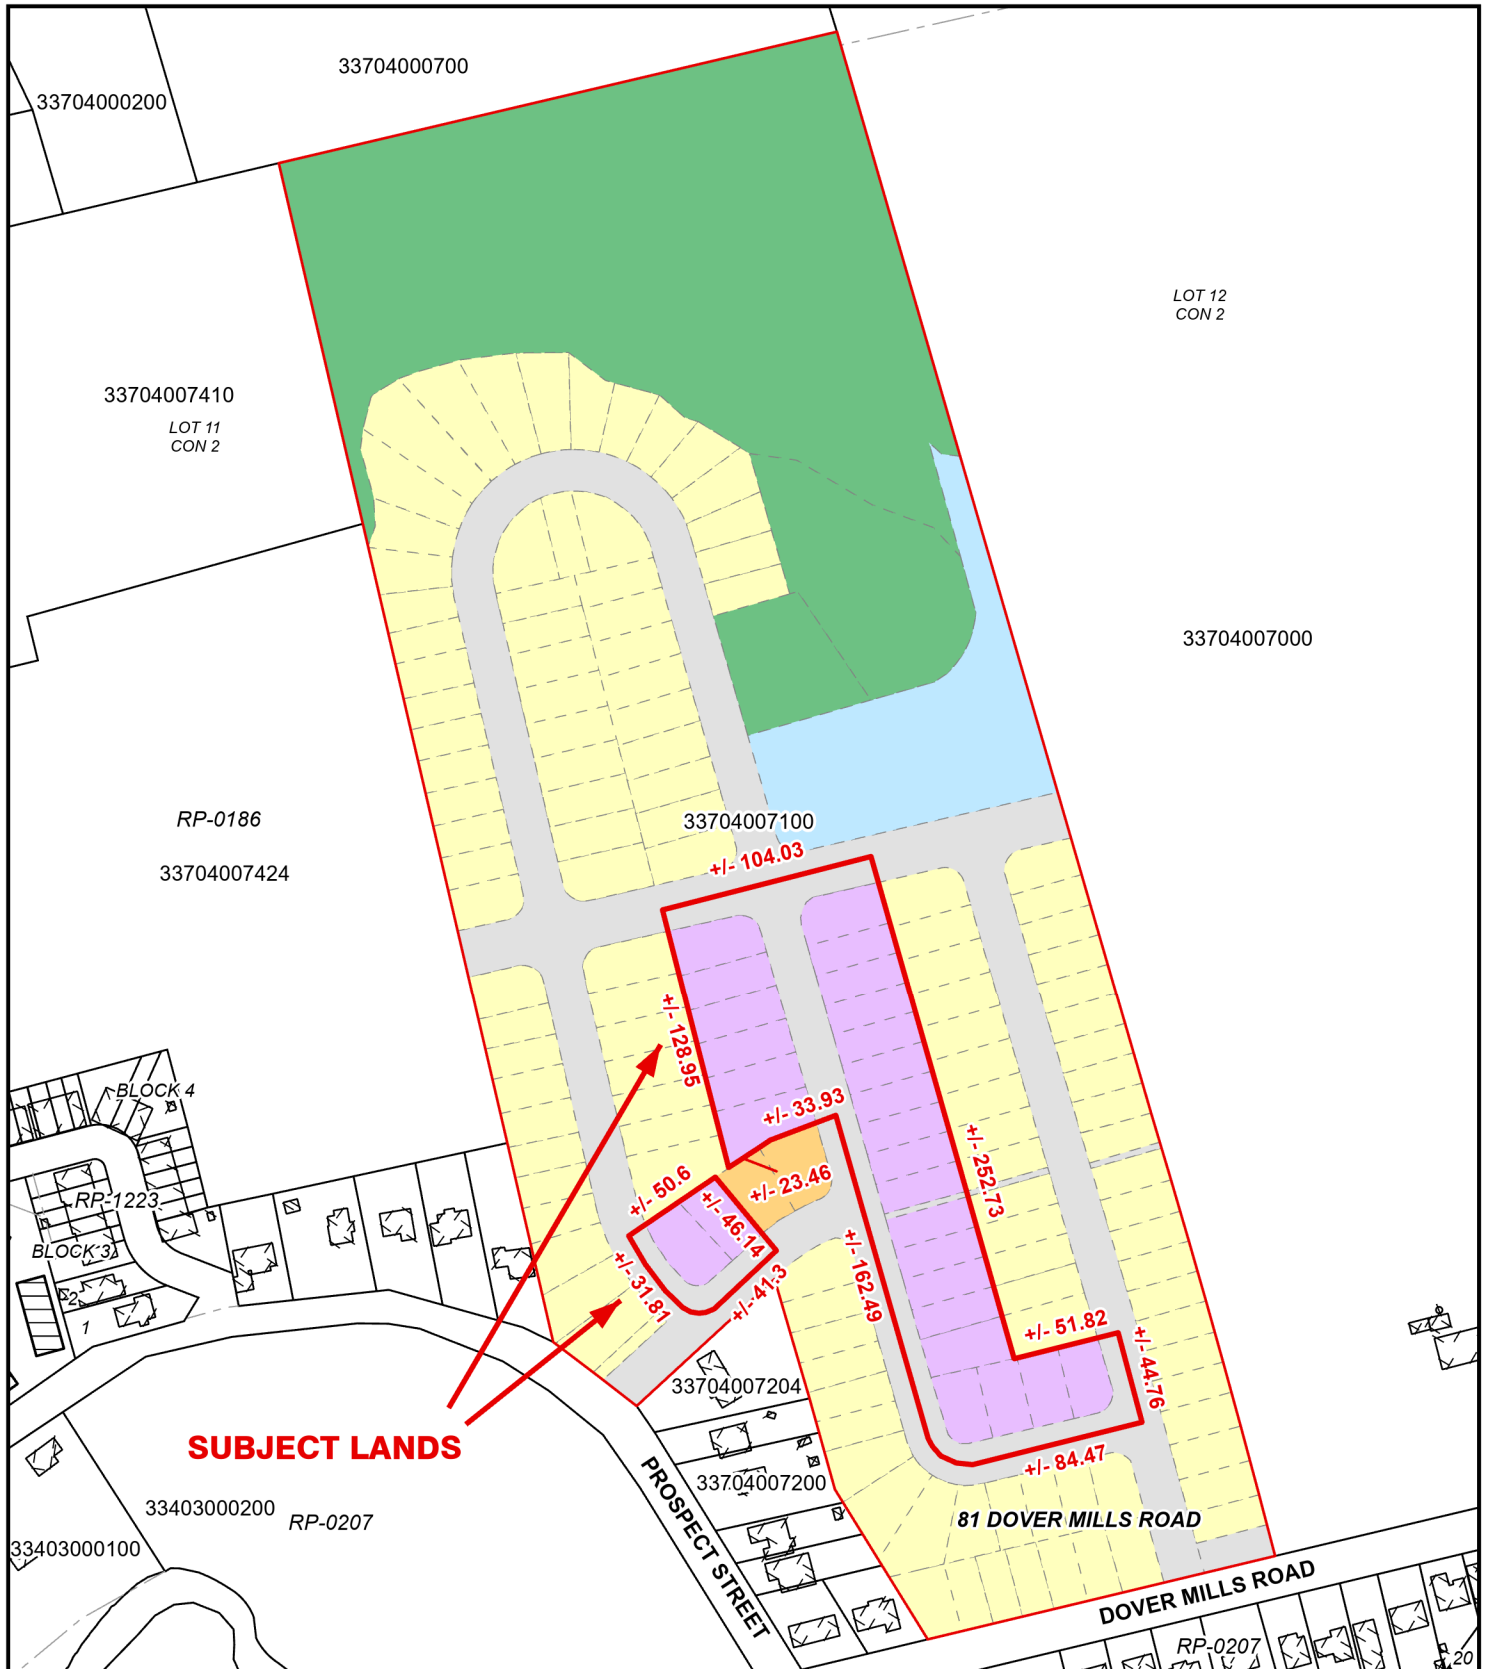 33704000700
33704000200
LOT 12
CON 2
33704007410
LOT 11
CON 2
33704007000
RP-0186
33704007100
+/- 104.03
33704007424
+/- 128.95
BLOCK 4
+/- 33.93
+/- 252.73
+/- 23.46
+/- 50.6
+/- 46.14
RP-1223
BLOCK 3
+/- 31.81
+/- 41.3
+/- 162.49
2
1
+/- 51.82
+/- 44.76
33704007204
SUBJECT LANDS
+/- 84.47
33704007200
PROSPECT STREET
33403000200
RP-0207
81 DOVER MILLS ROAD
33403000100
DOVER MILLS ROAD
RP-0207
20